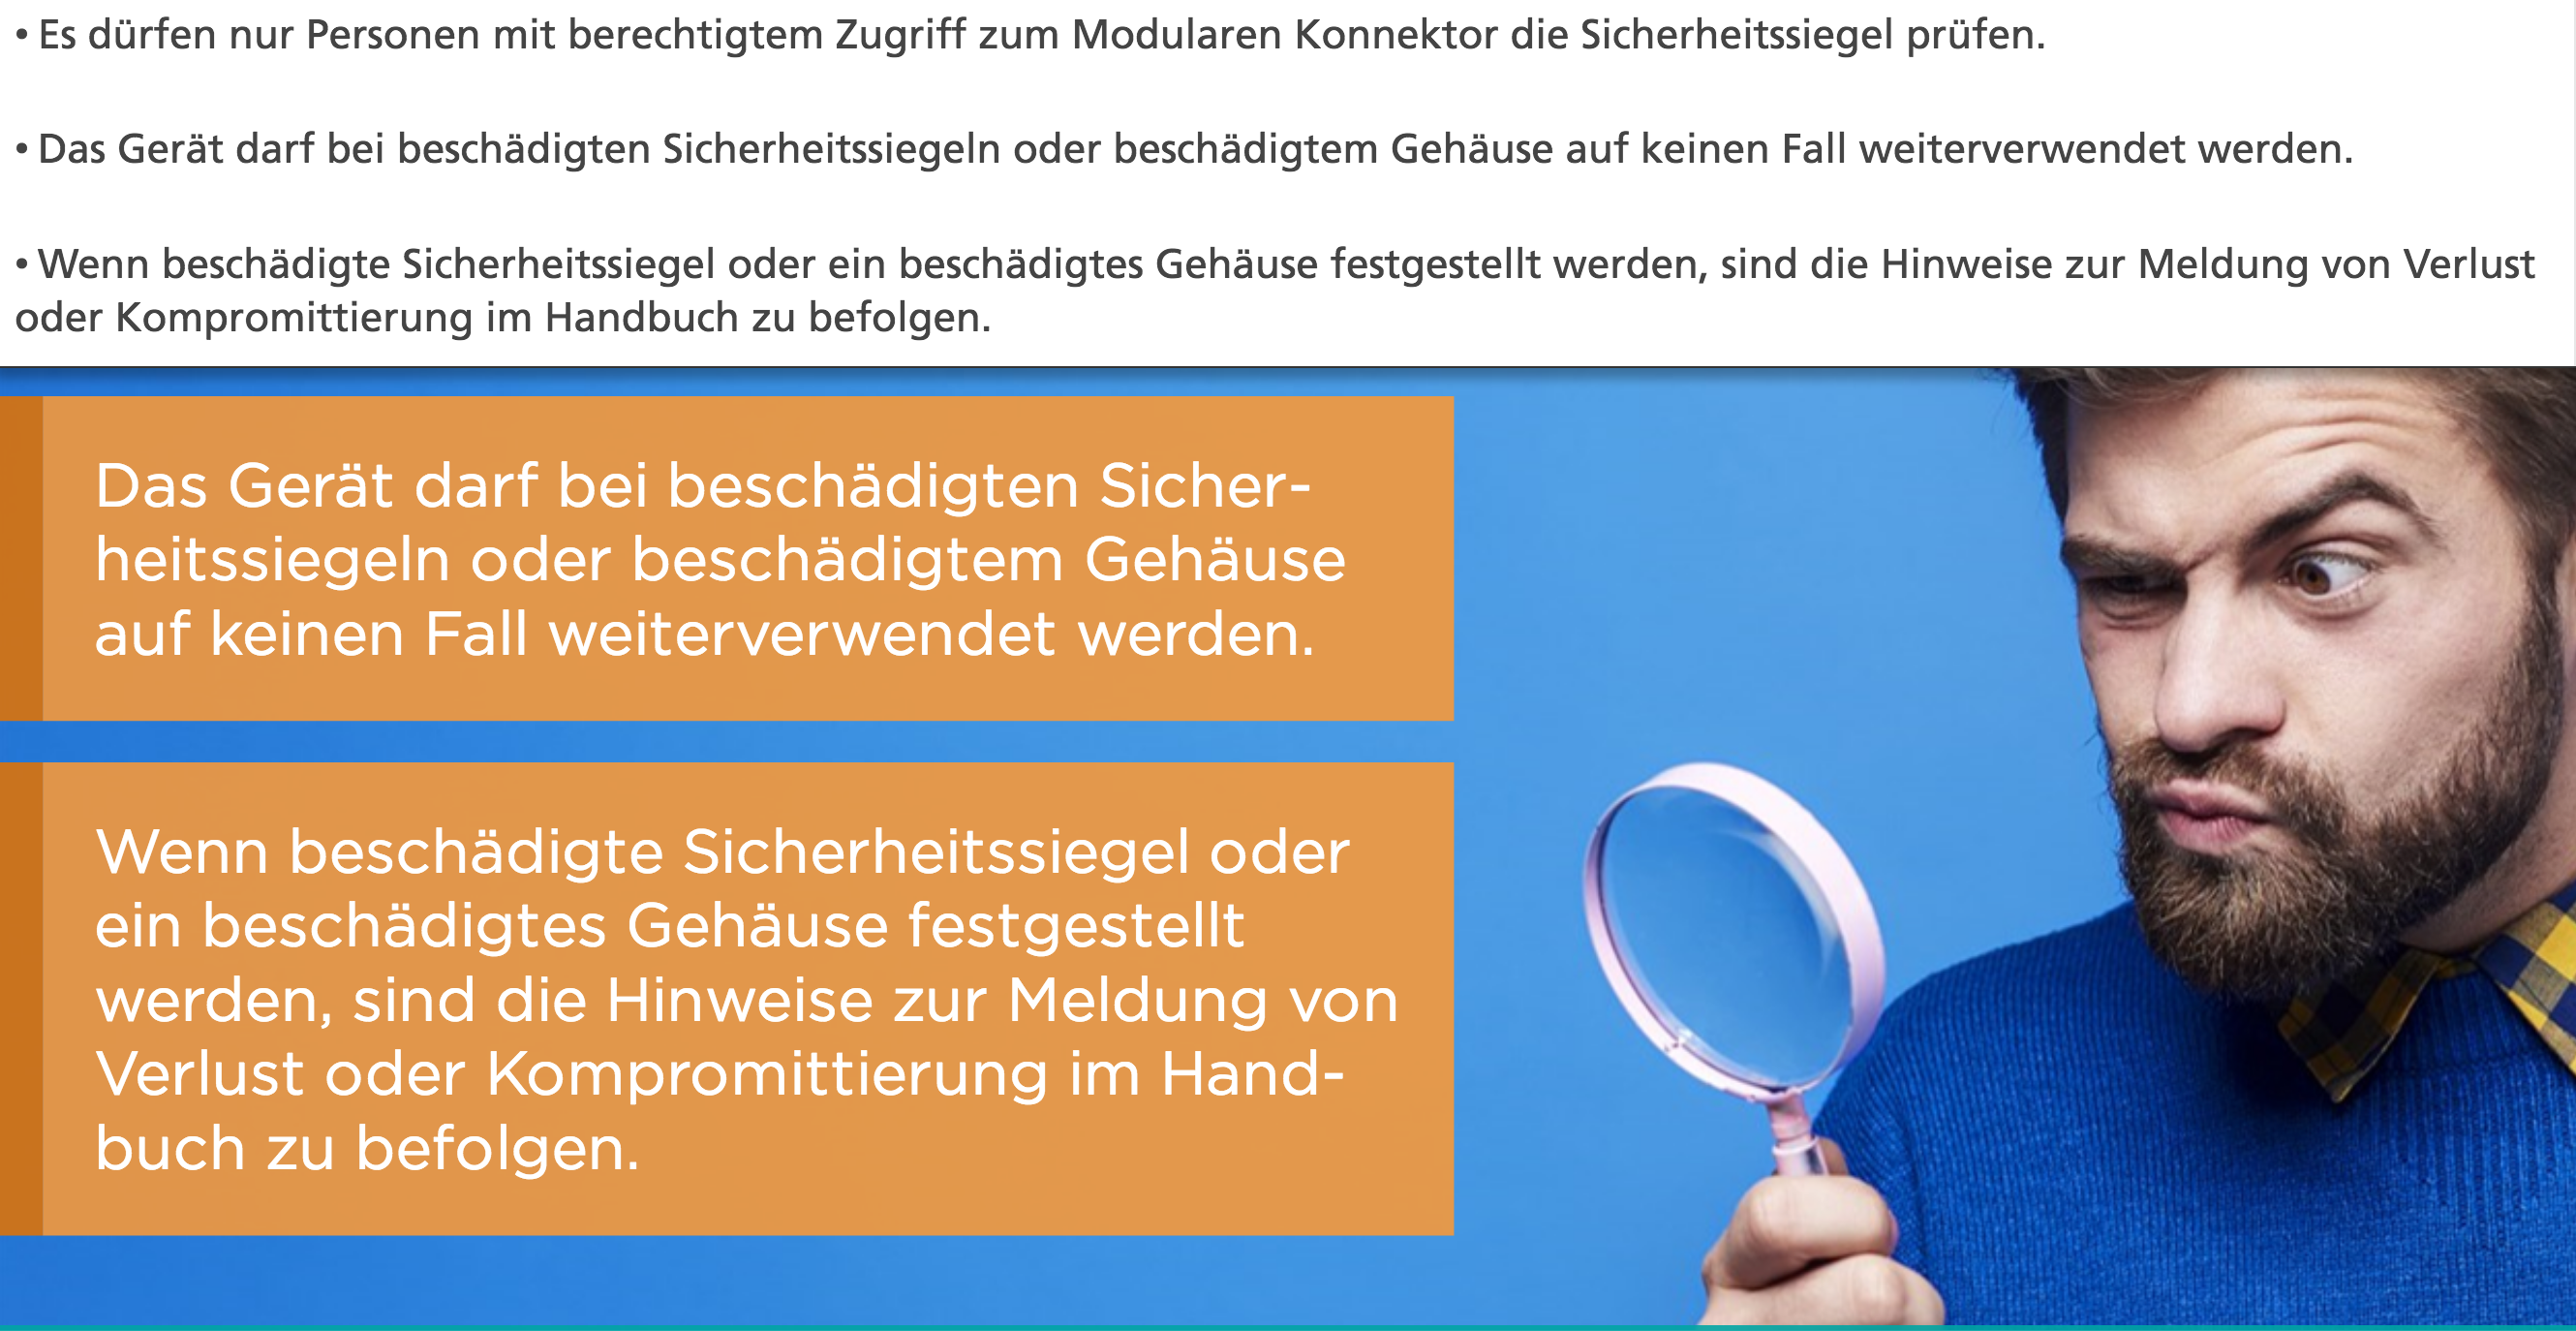 • Es dürfen nur Personen mit berechtigtem Zugriff zum Modularen Konnektor die Sicherheitssiegel prüfen.
• Das Gerät darf bei beschädigten Sicherheitssiegeln oder beschädigtem Gehäuse auf keinen Fall weiterverwendet werden.
• Wenn beschädigte Sicherheitssiegel oder ein beschädigtes Gehäuse festgestellt werden, sind die Hinweise zur Meldung von Verlust
oder Kompromittierung im Handbuch zu befolgen.
Das Gerät darf bei beschädigten Sicher-
heitssiegeln oder beschädigtem Gehäuse
auf keinen Fall weiterverwendet werden.
Wenn beschädigte Sicherheitssiegel oder
ein beschädigtes Gehäuse festgestellt
werden, sind die Hinweise zur Meldung von
Verlust oder Kompromittierung im Hand-
buch zu befolgen.